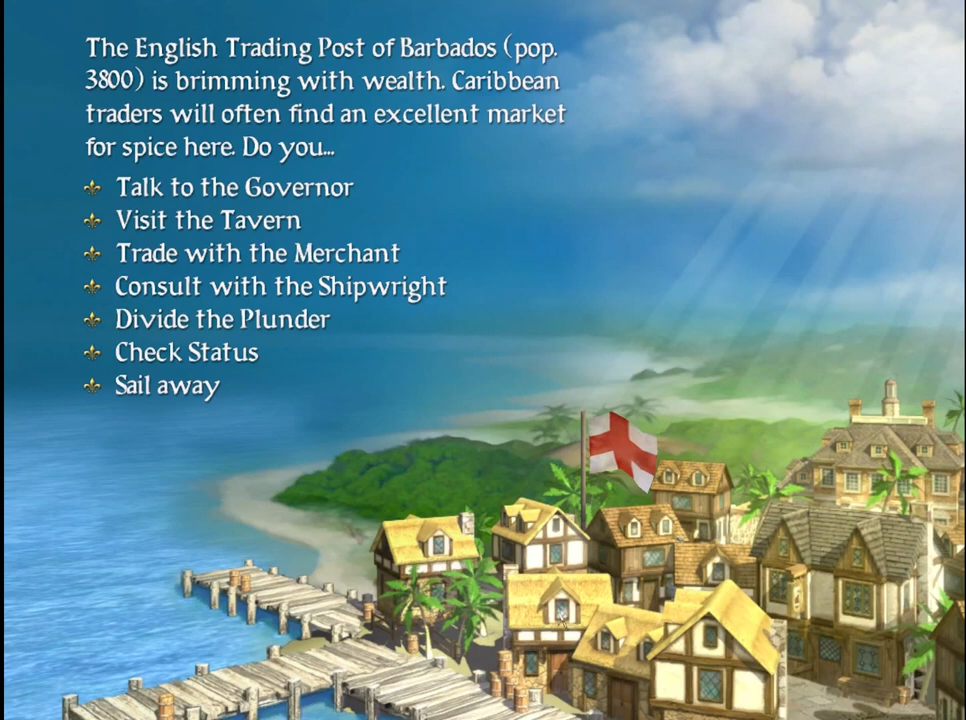 The English Trading Post of Barbados (pop.
3800) is brimming with wealth. Caribbean
traders will often find an excellent market
for spice here. Do you...
Talk to the Governor
Visit the Tavern
Trade with the Merchant
Consult with the Shipwright
Divide the Plunder
Check Status
Sail away